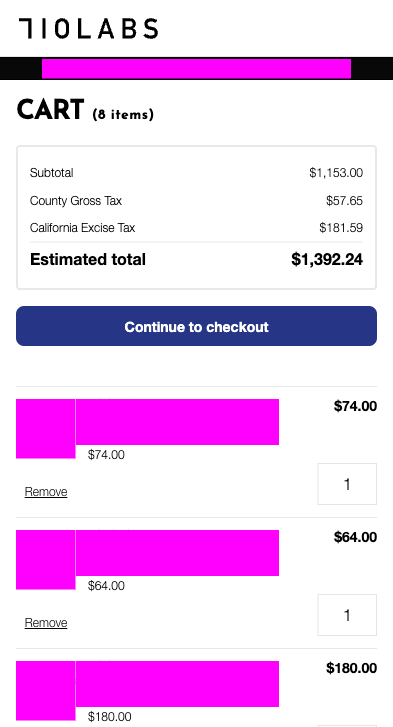 710LABS
CART (8 items)
Subtotal $1,153.00
County Gross Tax $57.65
California Excise Tax $181.59
Estimated total $1,392.24
Continue to checkout
$74.00
$74.00
Remove 1
$64.00
$64.00
Remove 1
$180.00
$180.00